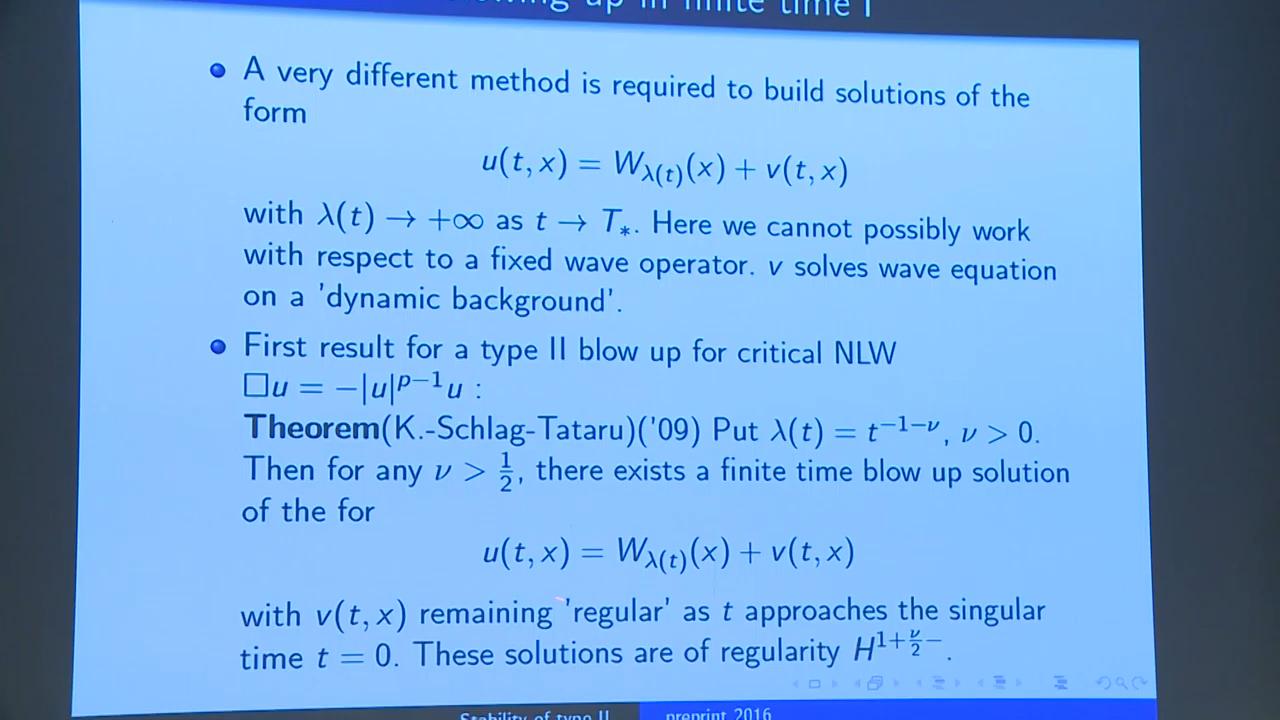 up in finite time I
A very different method is required to build solutions of the
form
u(t, x) = W_{λ(t)}(x) + v(t, x)
with λ(t) → +∞ as t → T_*. Here we cannot possibly work
with respect to a fixed wave operator. v solves wave equation
on a 'dynamic background'.
First result for a type II blow up for critical NLW
□u = −|u|^{p−1}u :
Theorem(K.-Schlag-Tataru)('09) Put λ(t) = t^{−1−ν}, ν > 0.
Then for any ν > 1/2, there exists a finite time blow up solution
of the for
u(t, x) = W_{λ(t)}(x) + v(t, x)
with v(t, x) remaining 'regular' as t approaches the singular
time t = 0. These solutions are of regularity H^{1+ν/2−}.
Stability of type II preprint 2016